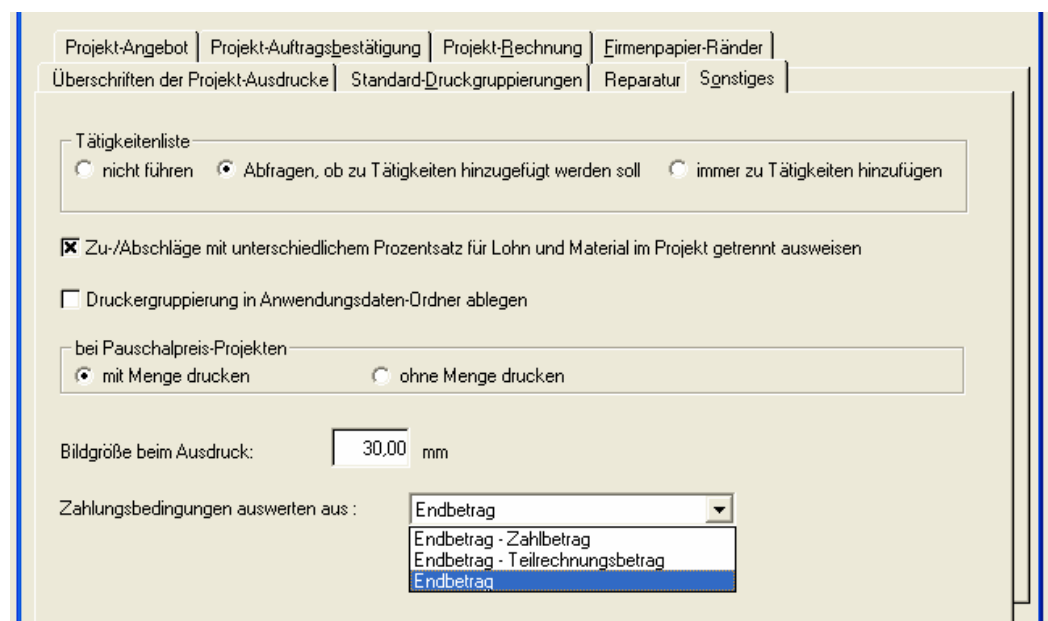 Projekt-Angebot Projekt-Auftragsbestätigung Projekt-Rechnung Firmenpapier-Ränder
Überschriften der Projekt-Ausdrucke Standard-Druckgruppierungen Reparatur Sonstiges
Tätigkeitenliste
nicht führen Abfragen, ob zu Tätigkeiten hinzugefügt werden soll immer zu Tätigkeiten hinzufügen
Zu-/Abschläge mit unterschiedlichem Prozentsatz für Lohn und Material im Projekt getrennt ausweisen
Druckergruppierung in Anwendungsdaten-Ordner ablegen
bei Pauschalpreis-Projekten
mit Menge drucken ohne Menge drucken
Bildgröße beim Ausdruck: 30,00 mm
Zahlungsbedingungen auswerten aus : Endbetrag
Endbetrag - Zahlbetrag
Endbetrag - Teilrechnungsbetrag
Endbetrag